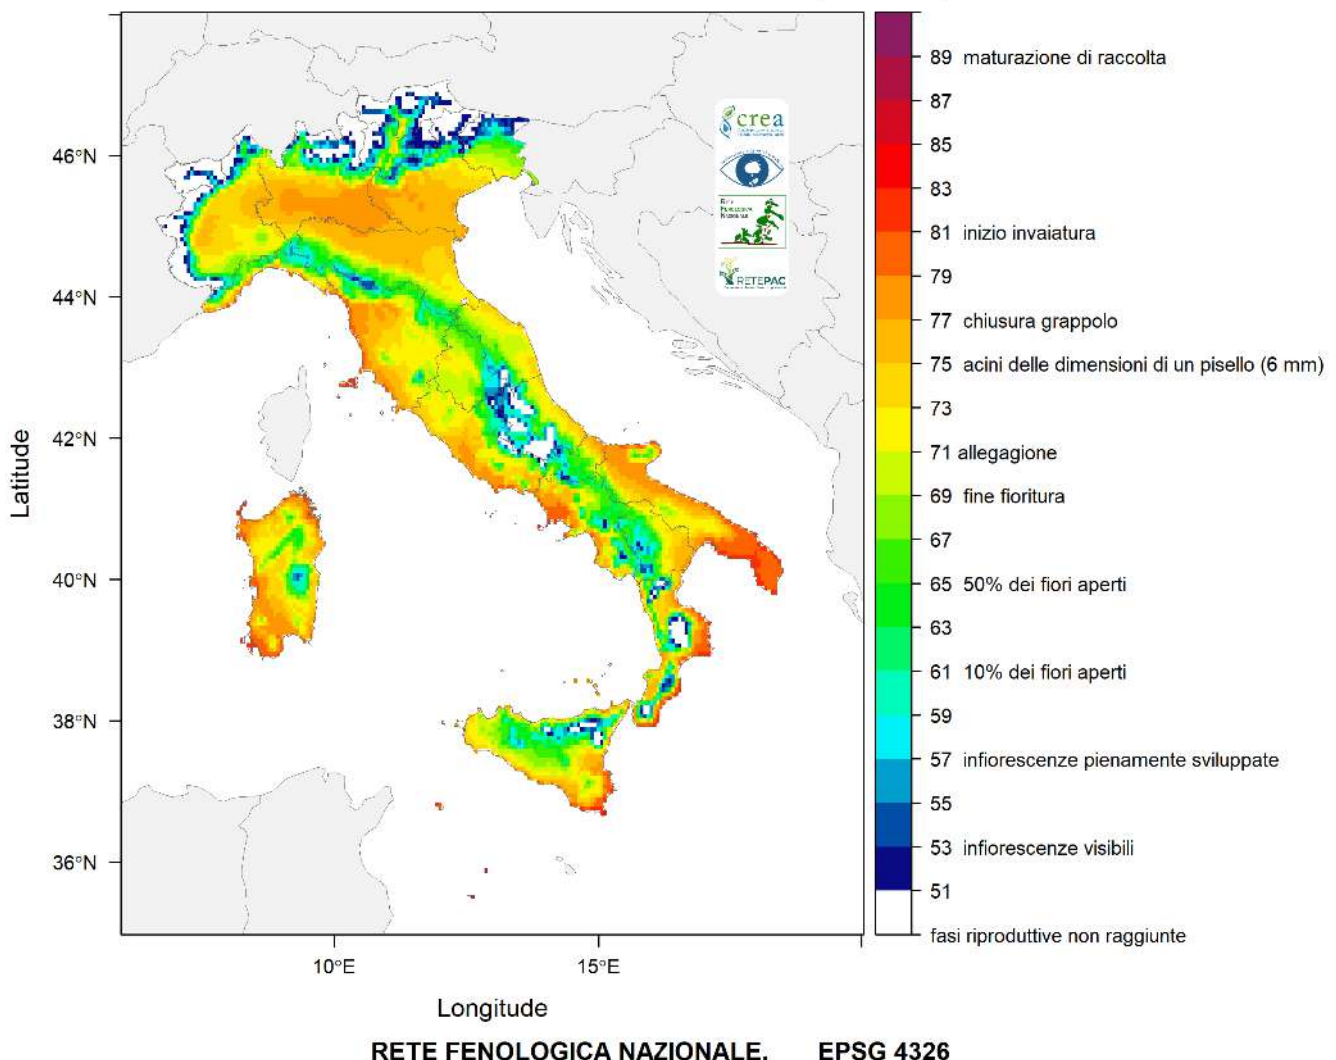 89 maturazione di raccolta
87
85
83
81 inizio invaiatura
79
77 chiusura grappolo
75 acini delle dimensioni di un pisello (6 mm)
73
71 allegagione
69 fine fioritura
67
65 50% dei fiori aperti
63
61 10% dei fiori aperti
59
57 infiorescenze pienamente sviluppate
55
53 infiorescenze visibili
51
fasi riproduttive non raggiunte
crea
RETE
FENOLOGICA
NAZIONALE
RETEPAC
46°N
44°N
42°N
40°N
38°N
36°N
Latitude
10°E
15°E
Longitude
RETE FENOLOGICA NAZIONALE. EPSG 4326